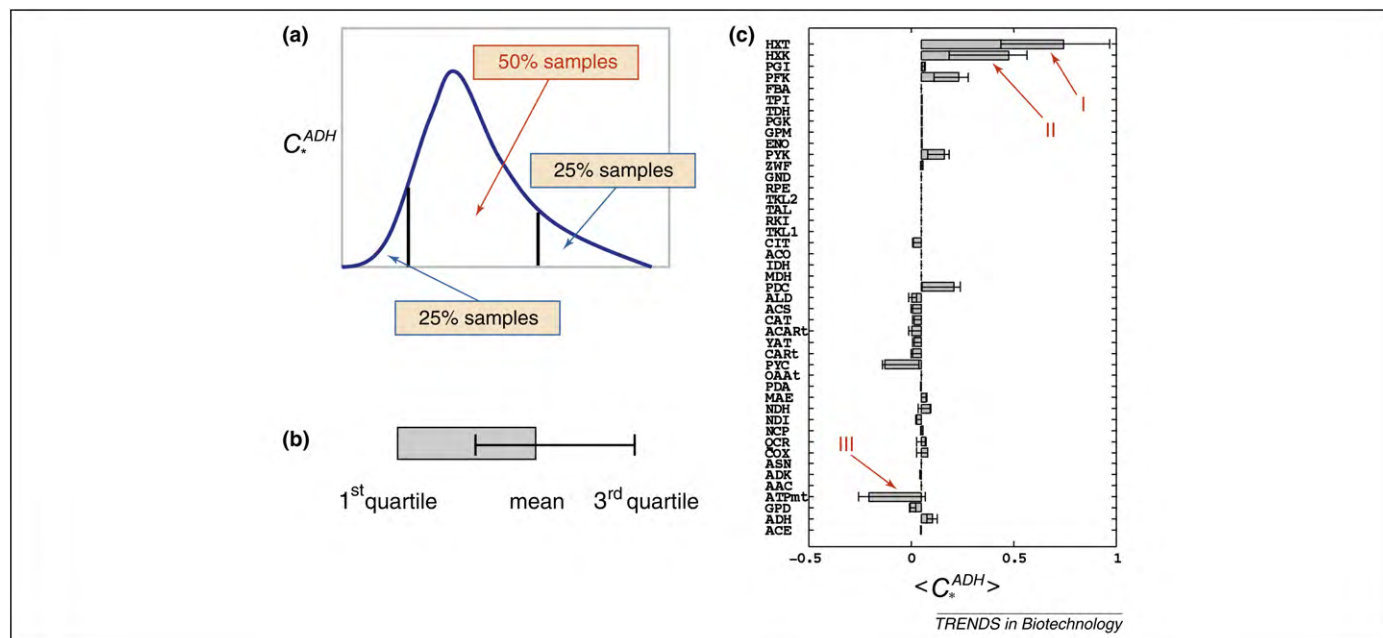 (a)
50% samples
C*^ADH
25% samples
25% samples
(b)
1st quartile mean 3rd quartile
(c)
HXT
HXK
PGI
PFK
FBA
TPI
TDH
PGK
GPM
ENO
PYK
ZWF
GND
RPE
TKL2
TAL
RKI
TKL1
CIT
ACO
IDH
MDH
PDC
ALD
ACS
CAT
ACARt
YAT
CARt
PYC
OAAt
PDA
MAE
NDH
NDI
NCP
QCR
COX
ASN
ADK
AAC
ATPmt
GPD
ADH
ACE
I
II
III
-0.5 0 0.5 1
<C*^ADH>
TRENDS in Biotechnology